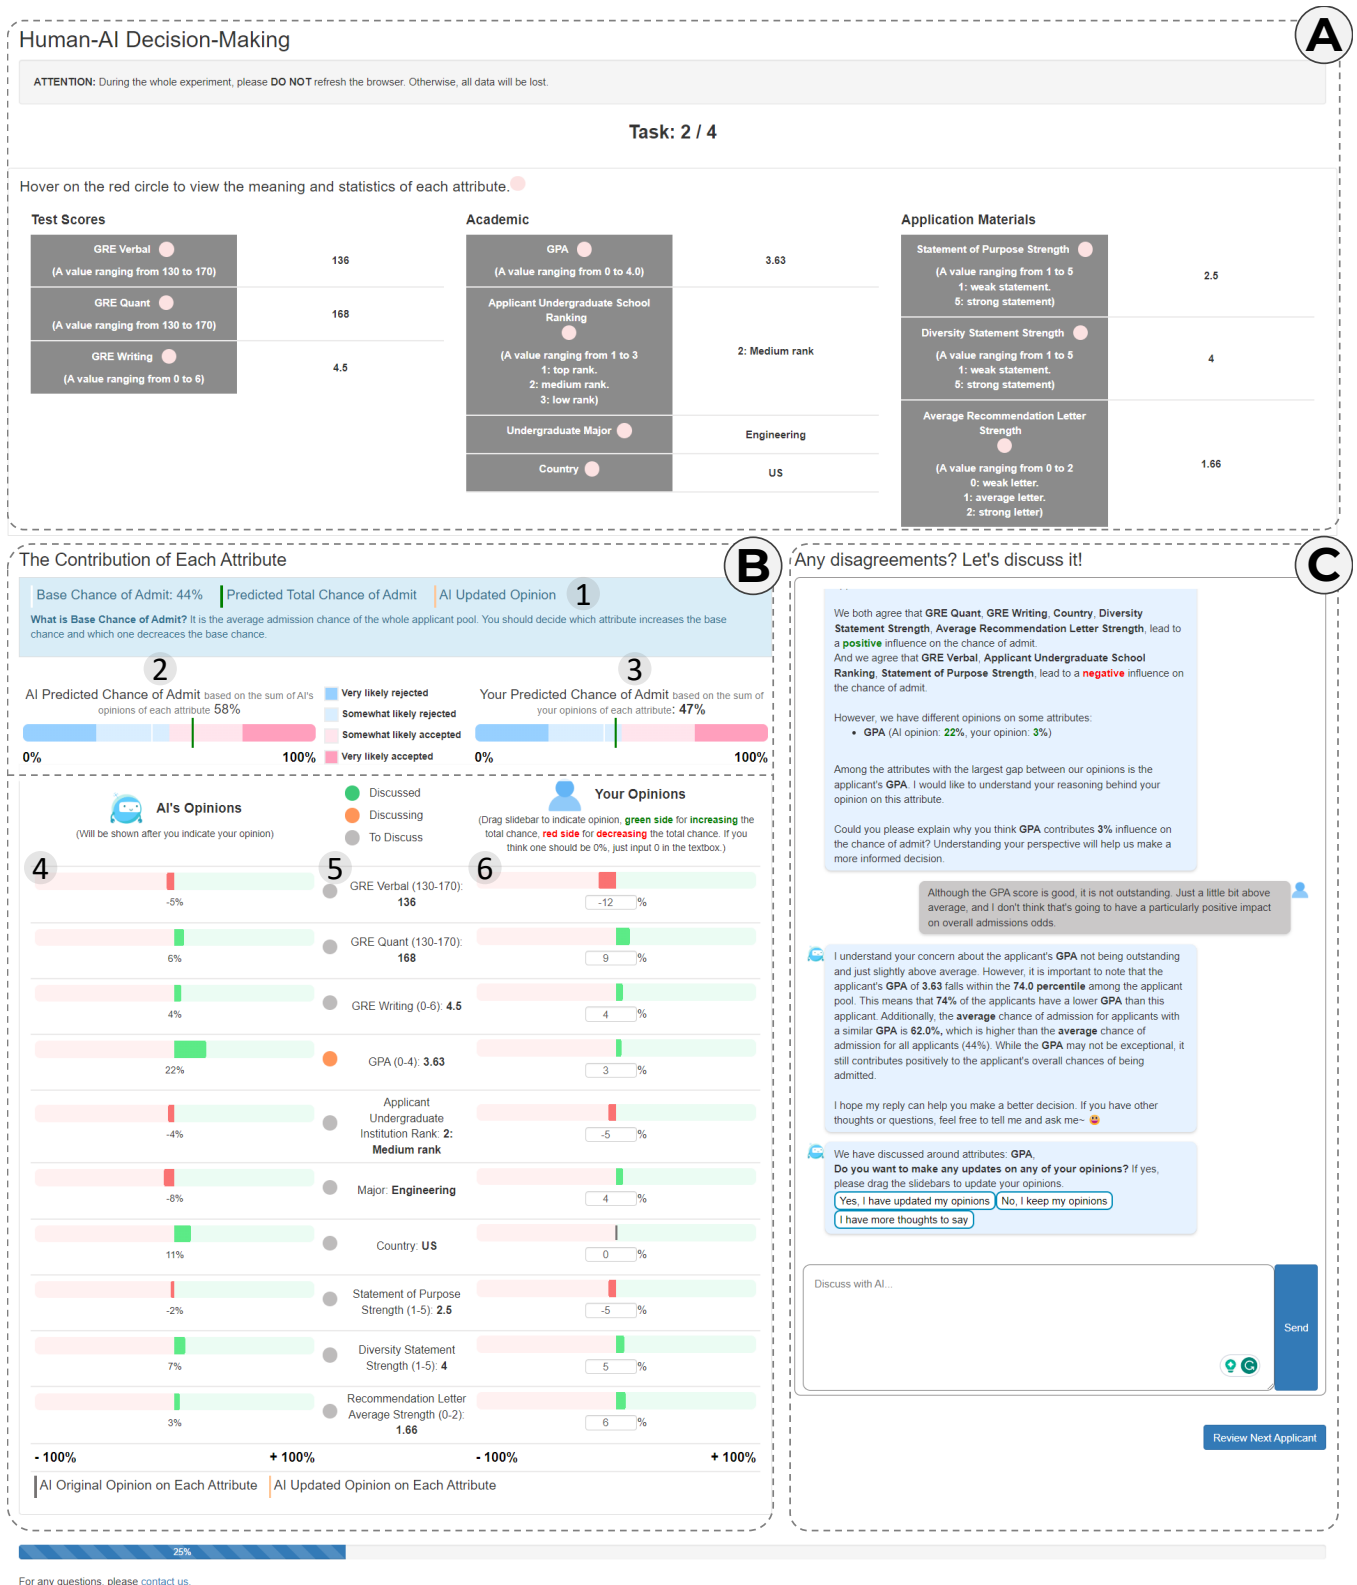 A
Human-AI Decision-Making
ATTENTION: During the whole experiment, please DO NOT refresh the browser. Otherwise, all data will be lost.
Task: 2 / 4
Hover on the red circle to view the meaning and statistics of each attribute.
Test Scores
GRE Verbal
(A value ranging from 130 to 170)
136
GRE Quant
(A value ranging from 130 to 170)
168
GRE Writing
(A value ranging from 0 to 6)
4.5
Academic
GPA
(A value ranging from 0 to 4.0)
3.63
Applicant Undergraduate School
Ranking
(A value ranging from 1 to 3
1: top rank.
2: medium rank.
3: low rank)
2: Medium rank
Undergraduate Major
Engineering
Country
US
Application Materials
Statement of Purpose Strength
(A value ranging from 1 to 5
1: weak statement.
5: strong statement)
2.5
Diversity Statement Strength
(A value ranging from 1 to 5
1: weak statement.
5: strong statement)
4
Average Recommendation Letter
Strength
(A value ranging from 0 to 2
0: weak letter.
1: average letter.
2: strong letter)
1.66
B
The Contribution of Each Attribute
Base Chance of Admit: 44% Predicted Total Chance of Admit AI Updated Opinion 1
What is Base Chance of Admit? It is the average admission chance of the whole applicant pool. You should decide which attribute increases the base
chance and which one decreaces the base chance.
2
AI Predicted Chance of Admit based on the sum of AI's
opinions of each attribute 58%
0% 100%
Very likely rejected
Somewhat likely rejected
Somewhat likely accepted
Very likely accepted
3
Your Predicted Chance of Admit based on the sum of
your opinions of each attribute: 47%
0% 100%
AI's Opinions
(Will be shown after you indicate your opinion)
Discussed
Discussing
To Discuss
Your Opinions
(Drag slidebar to indicate opinion, green side for increasing the
total chance, red side for decreasing the total chance. If you
think one should be 0%, just input 0 in the textbox.)
4 5 6
-5%
GRE Verbal (130-170):
136
-12 %
6%
GRE Quant (130-170):
168
9 %
4%
GRE Writing (0-6): 4.5
4 %
22%
GPA (0-4): 3.63
3 %
-4%
Applicant
Undergraduate
Institution Rank: 2:
Medium rank
-5 %
-8%
Major: Engineering
4 %
11%
Country: US
0 %
-2%
Statement of Purpose
Strength (1-5): 2.5
-5 %
7%
Diversity Statement
Strength (1-5): 4
5 %
3%
Recommendation Letter
Average Strength (0-2):
1.66
6 %
- 100% + 100% - 100% + 100%
AI Original Opinion on Each Attribute AI Updated Opinion on Each Attribute
C
Any disagreements? Let's discuss it!
We both agree that GRE Quant, GRE Writing, Country, Diversity
Statement Strength, Average Recommendation Letter Strength, lead to
a positive influence on the chance of admit.
And we agree that GRE Verbal, Applicant Undergraduate School
Ranking, Statement of Purpose Strength, lead to a negative influence on
the chance of admit.
However, we have different opinions on some attributes:
• GPA (AI opinion: 22%, your opinion: 3%)
Among the attributes with the largest gap between our opinions is the
applicant's GPA. I would like to understand your reasoning behind your
opinion on this attribute.
Could you please explain why you think GPA contributes 3% influence on
the chance of admit? Understanding your perspective will help us make a
more informed decision.
Although the GPA score is good, it is not outstanding. Just a little bit above
average, and I don't think that's going to have a particularly positive impact
on overall admissions odds.
I understand your concern about the applicant's GPA not being outstanding
and just slightly above average. However, it is important to note that the
applicant's GPA of 3.63 falls within the 74.0 percentile among the applicant
pool. This means that 74% of the applicants have a lower GPA than this
applicant. Additionally, the average chance of admission for applicants with
a similar GPA is 62.0%, which is higher than the average chance of
admission for all applicants (44%). While the GPA may not be exceptional, it
still contributes positively to the applicant's overall chances of being
admitted.
I hope my reply can help you make a better decision. If you have other
thoughts or questions, feel free to tell me and ask me~
We have discussed around attributes: GPA,
Do you want to make any updates on any of your opinions? If yes,
please drag the slidebars to update your opinions.
Yes, I have updated my opinions No, I keep my opinions
I have more thoughts to say
Discuss with AI...
Send
Review Next Applicant
25%
For any questions, please contact us.